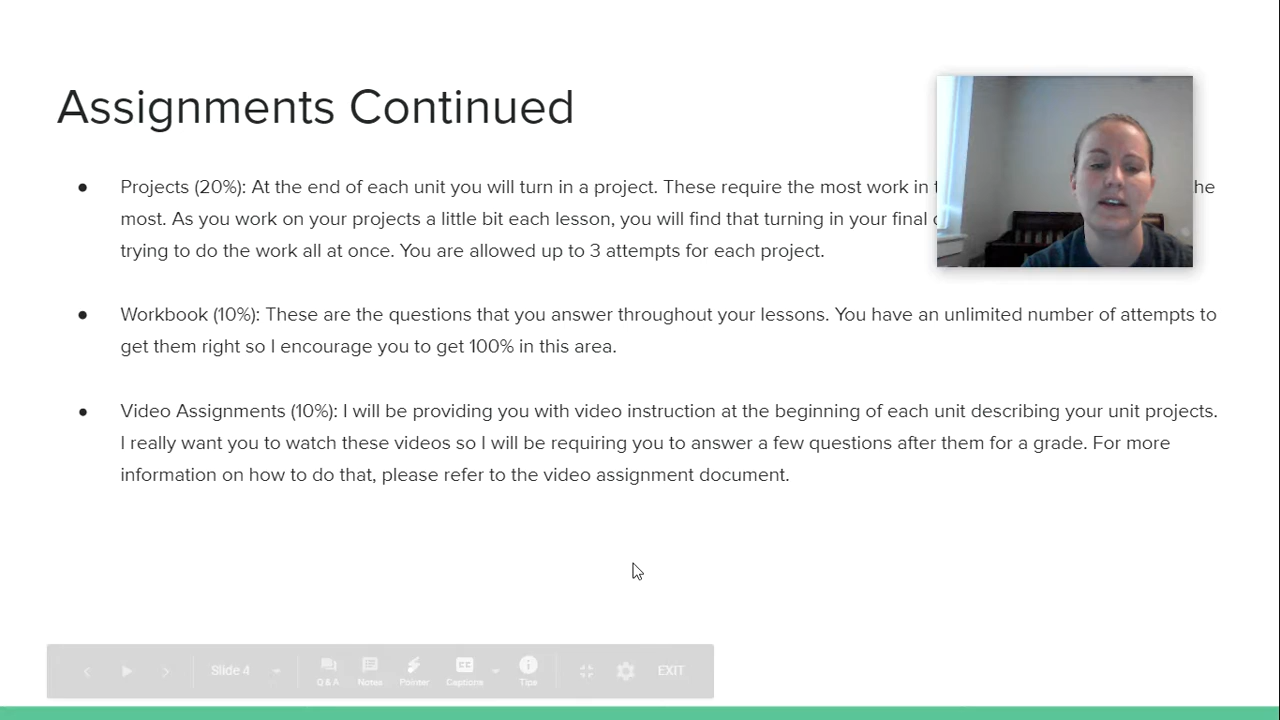 Assignments Continued
● Projects (20%): At the end of each unit you will turn in a project. These require the most work in the
most. As you work on your projects a little bit each lesson, you will find that turning in your final
trying to do the work all at once. You are allowed up to 3 attempts for each project.
● Workbook (10%): These are the questions that you answer throughout your lessons. You have an unlimited number of attempts to
get them right so I encourage you to get 100% in this area.
● Video Assignments (10%): I will be providing you with video instruction at the beginning of each unit describing your unit projects.
I really want you to watch these videos so I will be requiring you to answer a few questions after them for a grade. For more
information on how to do that, please refer to the video assignment document.
Slide 4 Q & A Notes Pointer CC Captions Tips EXIT